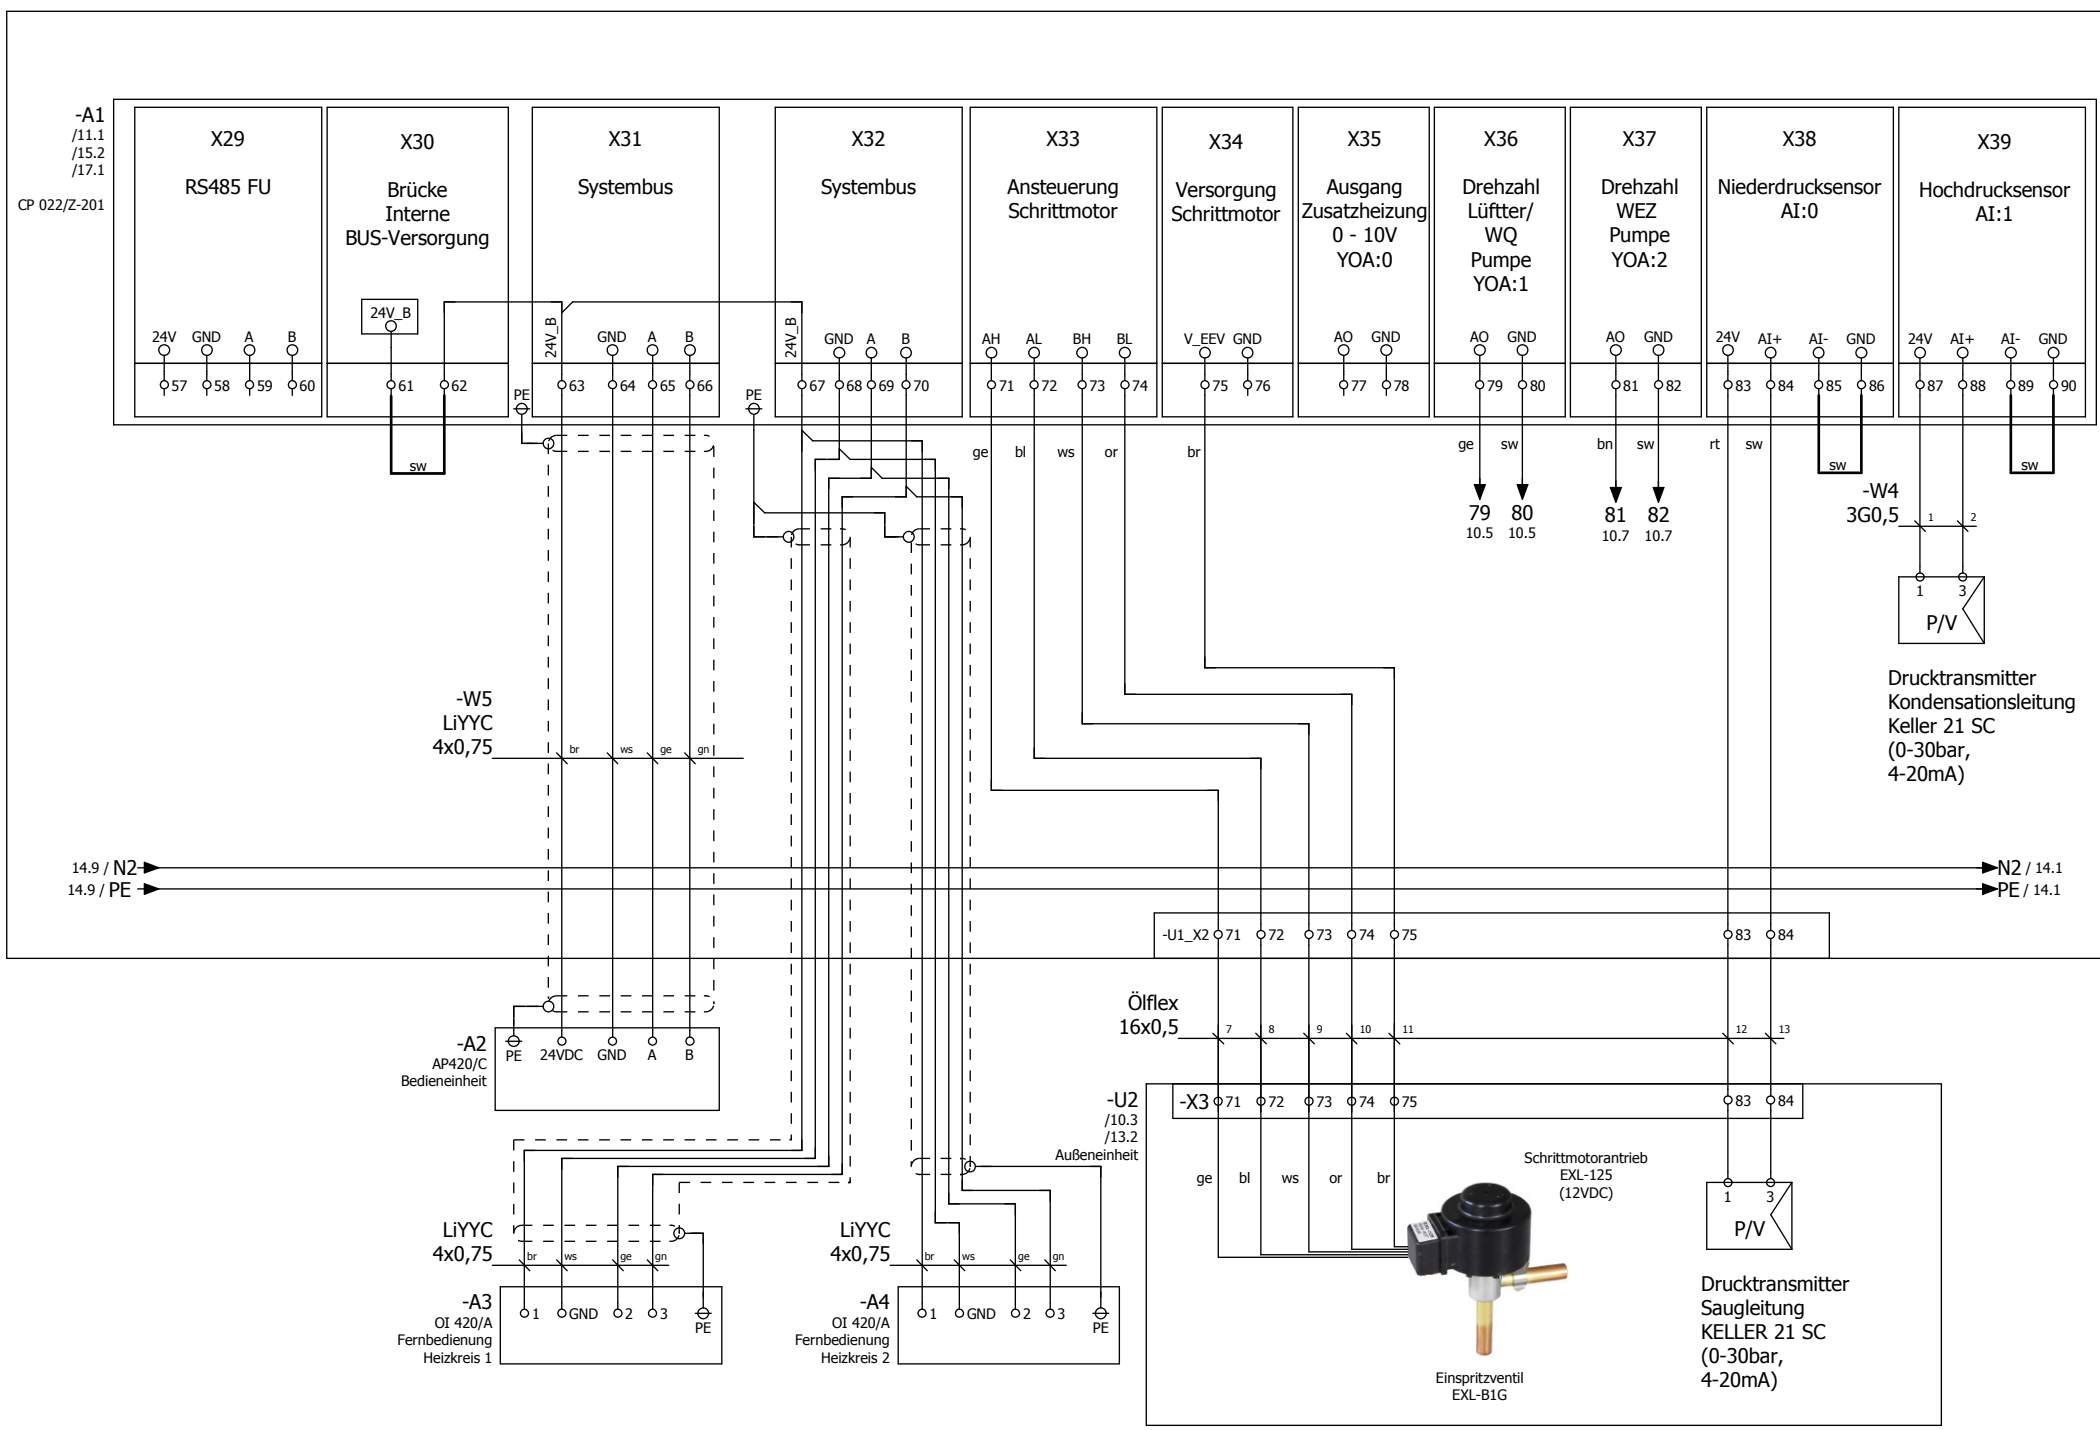 -A1
/11.1
/15.2
/17.1
CP 022/Z-201
X29
RS485 FU
24V GND A B
57 58 59 60
X30
Brücke
Interne
BUS-Versorgung
24V_B
61 62
sw
X31
Systembus
24V_B GND A B
PE 63 64 65 66
X32
Systembus
24V_B GND A B
PE 67 68 69 70
X33
Ansteuerung
Schrittmotor
AH AL BH BL
71 72 73 74
ge bl ws or
X34
Versorgung
Schrittmotor
V_EEV GND
75 76
br
X35
Ausgang
Zusatzheizung
0 - 10V
YOA:0
AO GND
77 78
X36
Drehzahl
Lüftter/
WQ
Pumpe
YOA:1
AO GND
79 80
ge sw
79 80
10.5 10.5
X37
Drehzahl
WEZ
Pumpe
YOA:2
AO GND
81 82
bn sw
81 82
10.7 10.7
X38
Niederdrucksensor
AI:0
24V AI+ AI- GND
83 84 85 86
rt sw sw
X39
Hochdrucksensor
AI:1
24V AI+ AI- GND
87 88 89 90
sw
-W4
3G0,5
1 2
1 3
P/V
Drucktransmitter
Kondensationsleitung
Keller 21 SC
(0-30bar,
4-20mA)
-W5
LiYYC
4x0,75
br ws ge gn
14.9 / N2
N2 / 14.1
14.9 / PE
PE / 14.1
-U1_X2 71 72 73 74 75 83 84
Ölflex
16x0,5
7 8 9 10 11 12 13
-A2
AP420/C
Bedieneinheit
PE 24VDC GND A B
-U2
/10.3
/13.2
Außeneinheit
-X3 71 72 73 74 75 83 84
ge bl ws or br
Schrittmotorantrieb
EXL-125
(12VDC)
Einspritzventil
EXL-B1G
1 3
P/V
Drucktransmitter
Saugleitung
KELLER 21 SC
(0-30bar,
4-20mA)
LiYYC
4x0,75
br ws ge gn
-A3
OI 420/A
Fernbedienung
Heizkreis 1
1 GND 2 3 PE
LiYYC
4x0,75
br ws ge gn
-A4
OI 420/A
Fernbedienung
Heizkreis 2
1 GND 2 3 PE